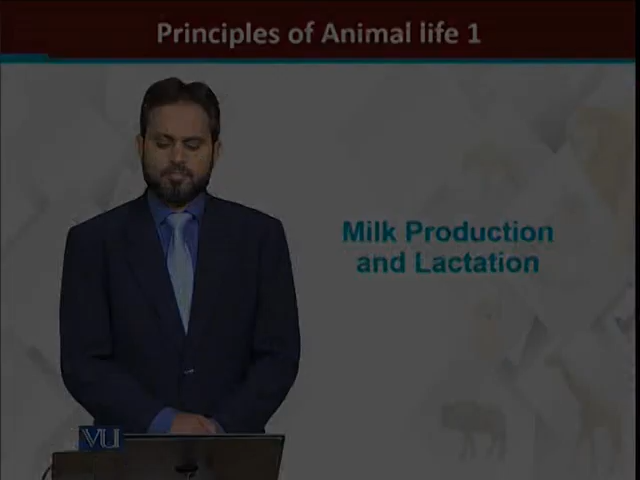 Principles of Animal life 1
Milk Production
and Lactation
VU